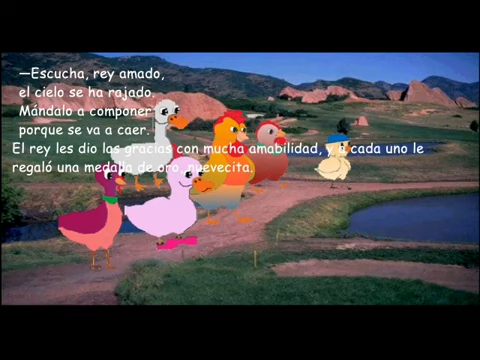 —Escucha, rey amado,
el cielo se ha rajado.
Mándalo a componer
porque se va a caer.
El rey les dio las gracias con mucha amabilidad, y a cada uno le
regaló una medalla de oro, nuevecita.